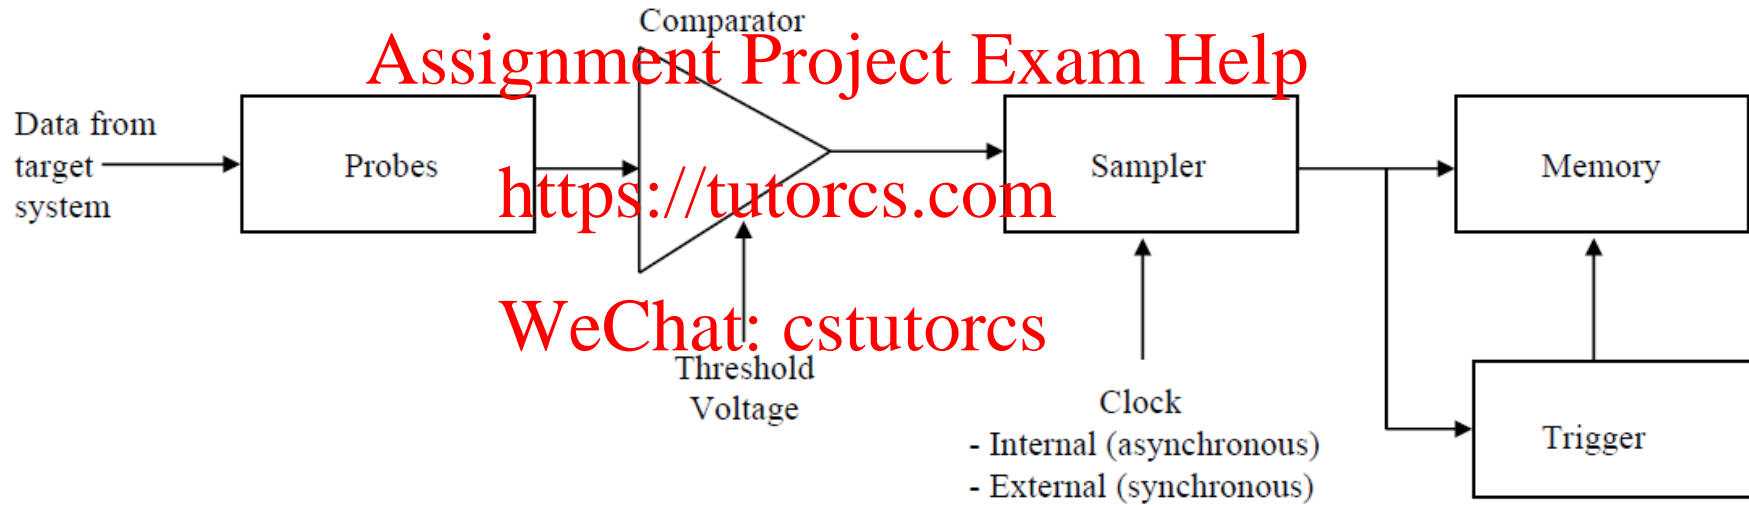 Comparator
Assignment Project Exam Help
Data from
target
system
Probes
Sampler
Memory
https://tutorcs.com
WeChat: cstutorcs
Threshold
Voltage
Clock
- Internal (asynchronous)
- External (synchronous)
Trigger